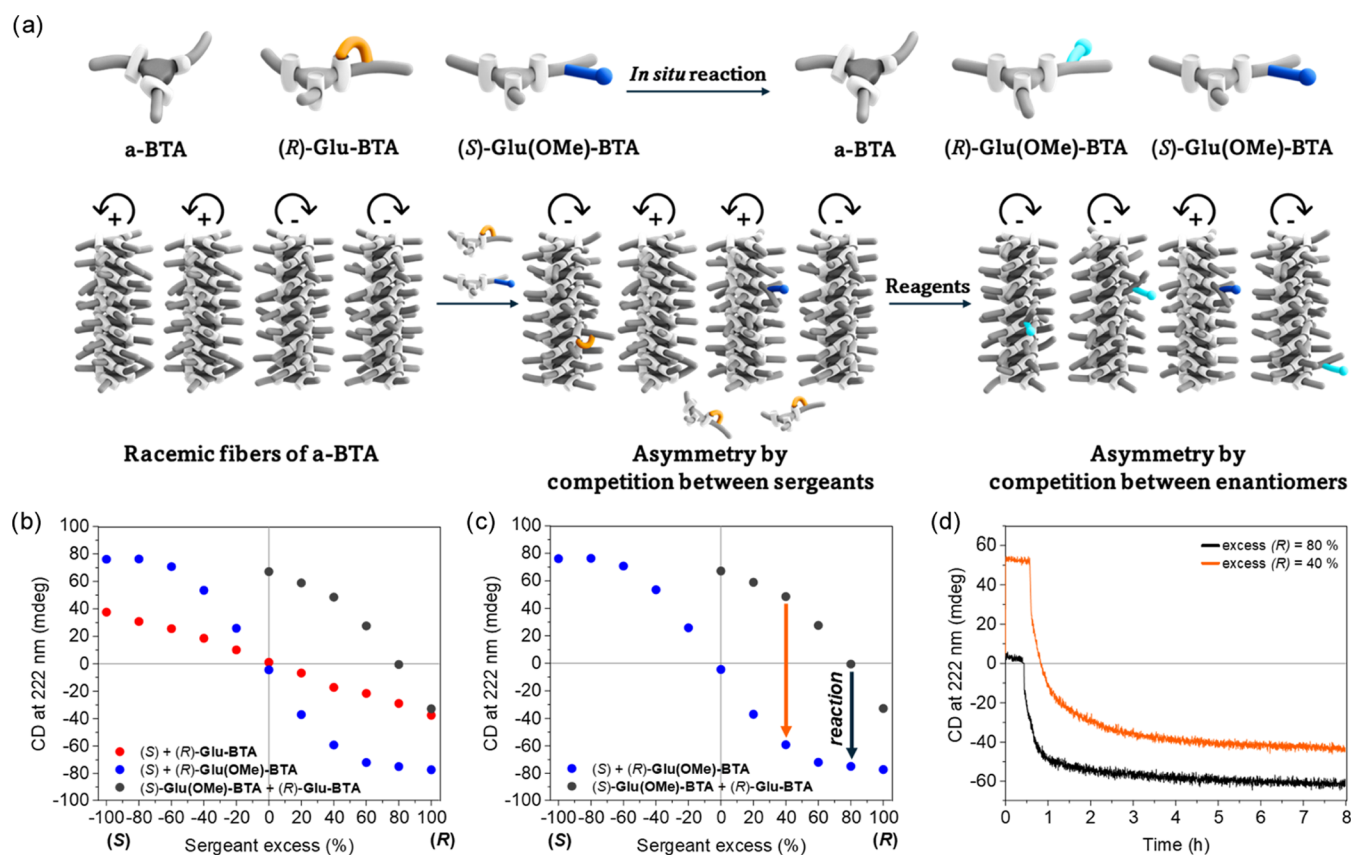 (a)
In situ reaction
a-BTA
(R)-Glu-BTA
(S)-Glu(OMe)-BTA
a-BTA
(R)-Glu(OMe)-BTA
(S)-Glu(OMe)-BTA
+
+
-
-
-
+
+
-
-
-
+
-
Reagents
Racemic fibers of a-BTA
Asymmetry by
competition between sergeants
Asymmetry by
competition between enantiomers
(b)
CD at 222 nm (mdeg)
100
80
60
40
20
0
-20
-40
-60
-80
-100
(S) + (R)-Glu-BTA
(S) + (R)-Glu(OMe)-BTA
(S)-Glu(OMe)-BTA + (R)-Glu-BTA
-100 -80 -60 -40 -20 0 20 40 60 80 100
(S) Sergeant excess (%) (R)
(c)
CD at 222 nm (mdeg)
100
80
60
40
20
0
-20
-40
-60
-80
-100
reaction
(S) + (R)-Glu(OMe)-BTA
(S)-Glu(OMe)-BTA + (R)-Glu-BTA
-100 -80 -60 -40 -20 0 20 40 60 80 100
(S) Sergeant excess (%) (R)
(d)
CD at 222 nm (mdeg)
60
40
20
0
-20
-40
-60
excess (R) = 80 %
excess (R) = 40 %
0 1 2 3 4 5 6 7 8
Time (h)